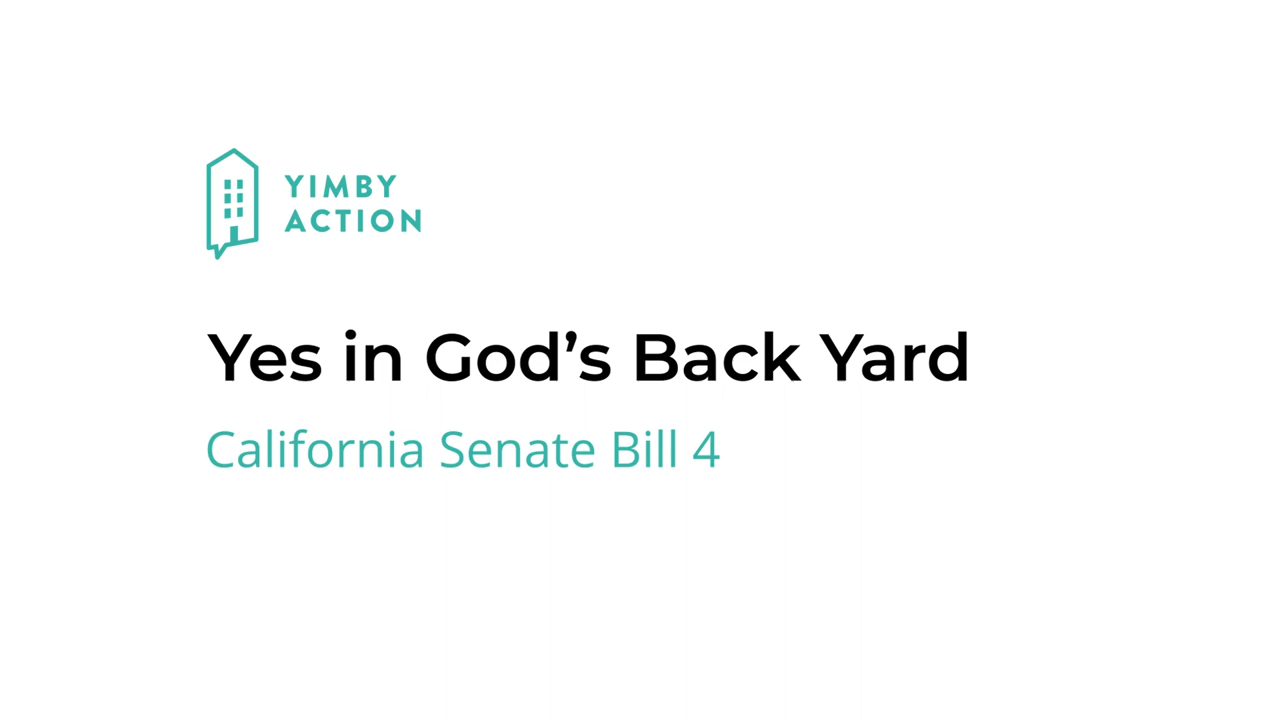 YIMBY
ACTION
Yes in God’s Back Yard
California Senate Bill 4